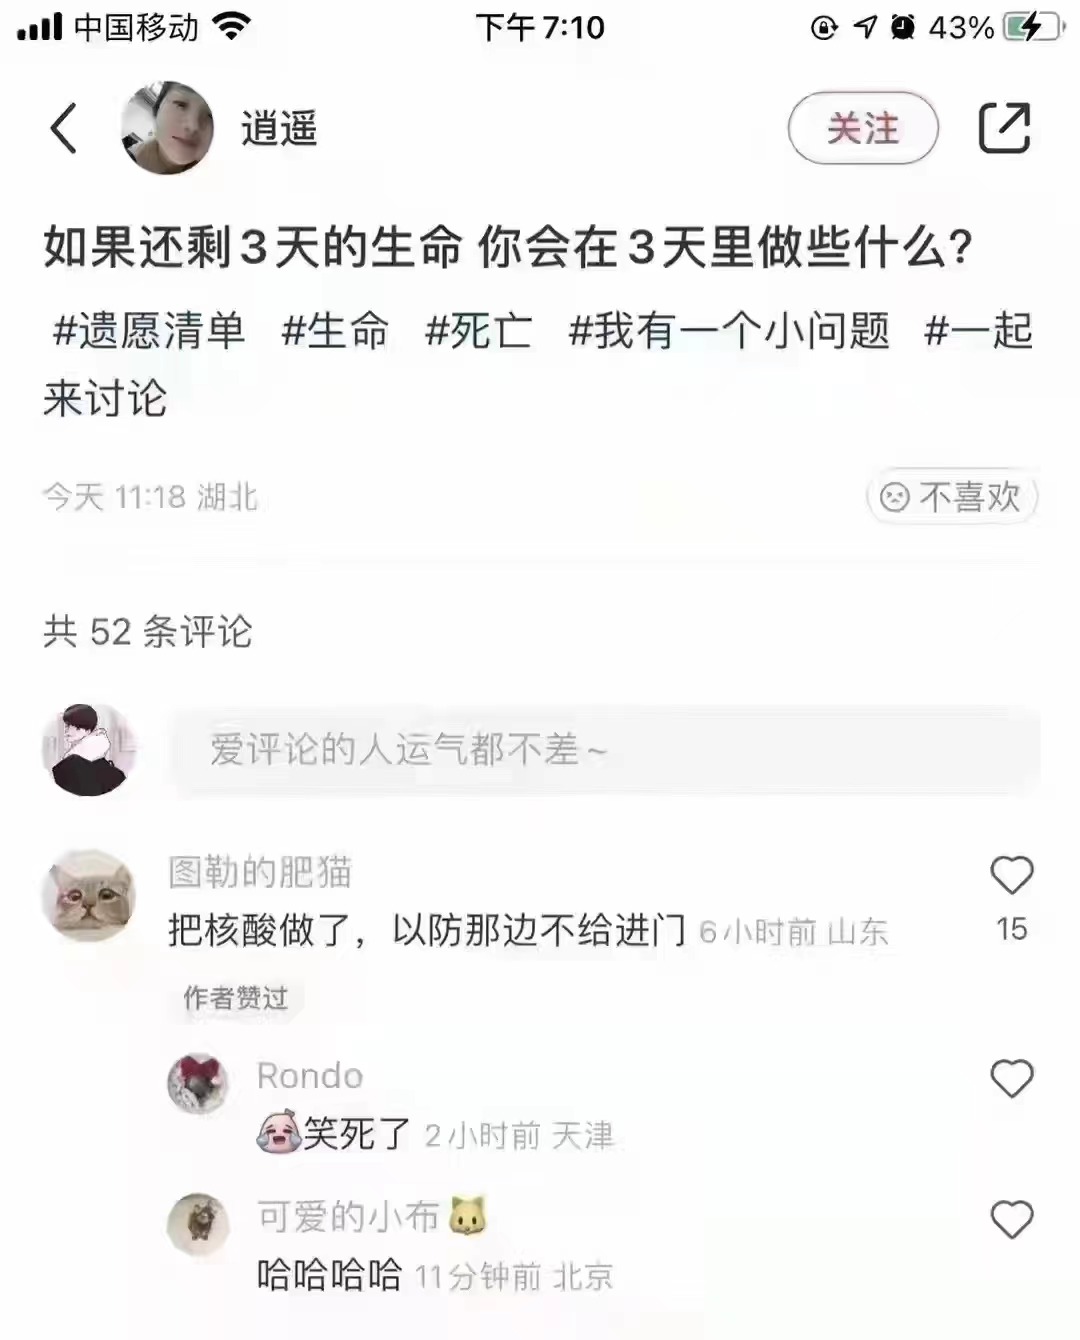 中国移动 下午7:10 43%
逍遥 关注
如果还剩3天的生命 你会在3天里做些什么?
#遗愿清单 #生命 #死亡 #我有一个小问题 #一起
来讨论
今天 11:18 湖北 不喜欢
共 52 条评论
爱评论的人运气都不差~
图勒的肥猫
把核酸做了，以防那边不给进门 6小时前 山东 15
作者赞过
Rondo
笑死了 2小时前 天津
可爱的小布🐱
哈哈哈哈 11分钟前 北京